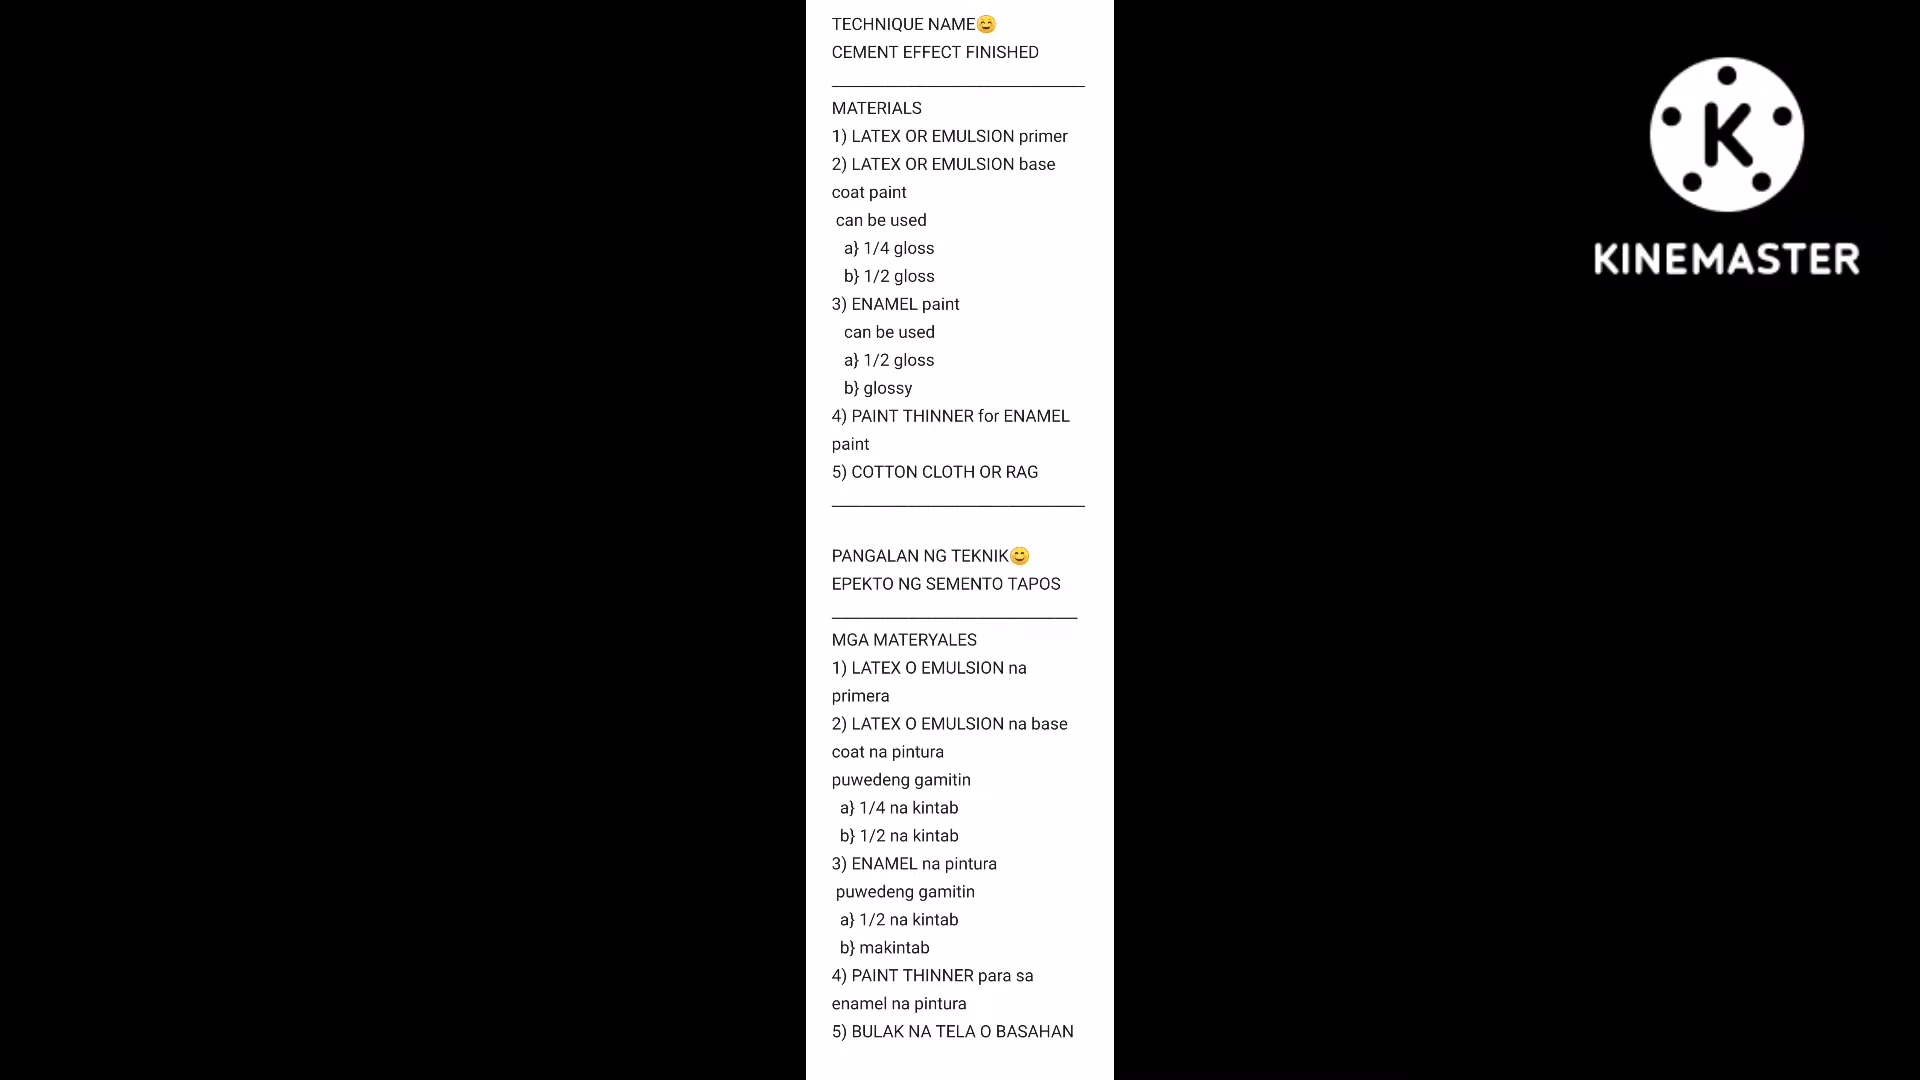 TECHNIQUE NAME😊
CEMENT EFFECT FINISHED
MATERIALS
1) LATEX OR EMULSION primer
2) LATEX OR EMULSION base
coat paint
can be used
a} 1/4 gloss
b} 1/2 gloss
3) ENAMEL paint
can be used
a} 1/2 gloss
b} glossy
4) PAINT THINNER for ENAMEL
paint
5) COTTON CLOTH OR RAG
PANGALAN NG TEKNIK😊
EPEKTO NG SEMENTO TAPOS
MGA MATERYALES
1) LATEX O EMULSION na
primera
2) LATEX O EMULSION na base
coat na pintura
puwedeng gamitin
a} 1/4 na kintab
b} 1/2 na kintab
3) ENAMEL na pintura
puwedeng gamitin
a} 1/2 na kintab
b} makintab
4) PAINT THINNER para sa
enamel na pintura
5) BULAK NA TELA O BASAHAN
K
KINEMASTER